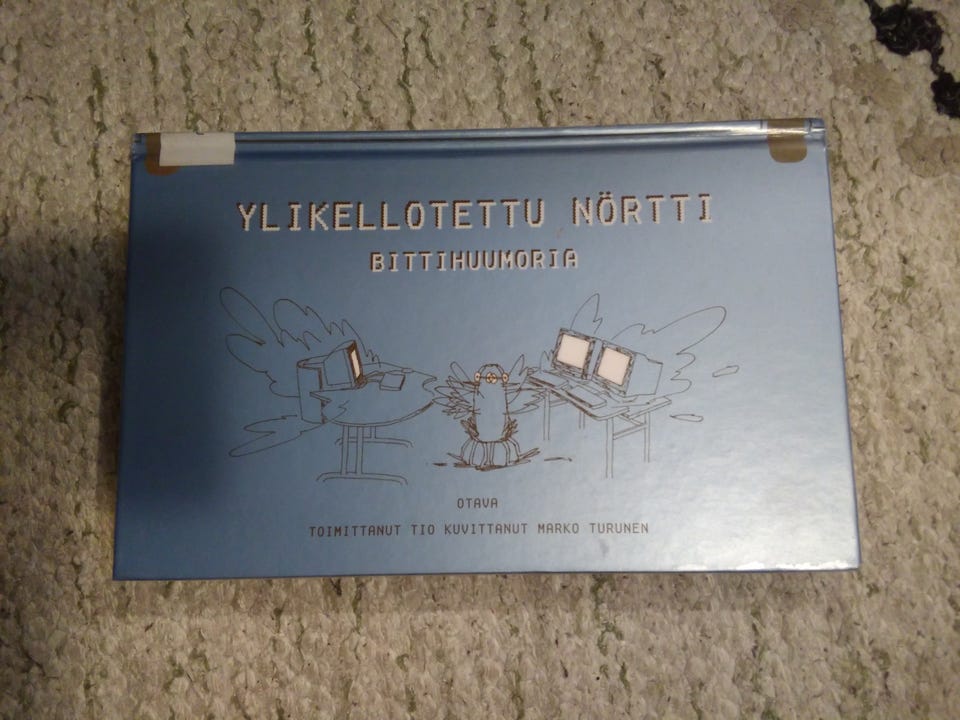 YLIKELLOTETTU NÖRTTI
BITTIHUUMORIA
OTAVA
TOIMITTANUT TIO KUVITTANUT MARKO TURUNEN